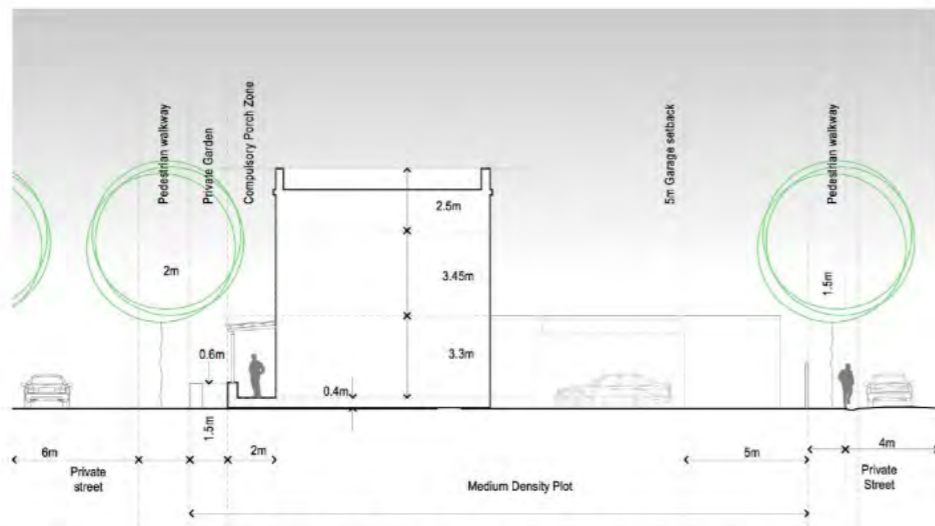 Pedestrian walkway
Private Garden
Compulsory Porch Zone
5m Garage setback
Pedestrian walkway
2.5m
2m
3.45m
1.5m
0.6m
3.3m
0.4m
1.5m
6m
2m
5m
4m
Private
street
Medium Density Plot
Private
Street